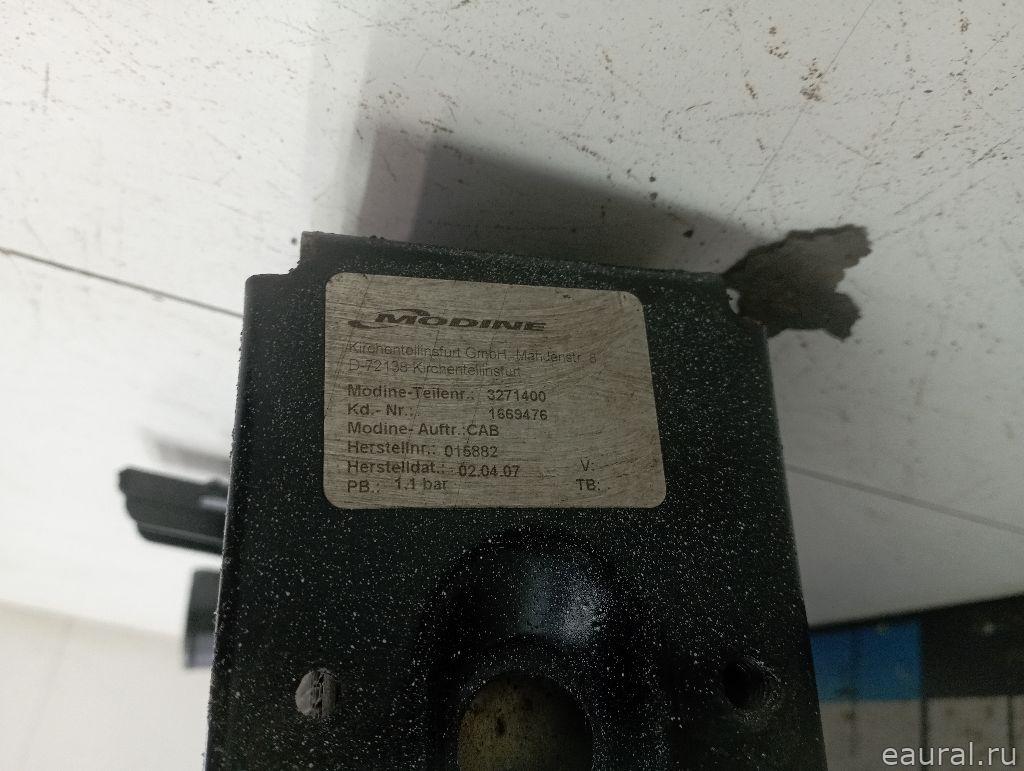 MODINE
Kirchentellinsfurt GmbH, Mahdenstr. 8
D-72138 Kirchentellinsfurt
Modine-Teilenr.: 3271400
Kd.- Nr.: 1669476
Modine- Auftr.:CAB
Herstellnr.: 015882
Herstelldat.: 02.04.07 V:
PB.: 1.1 bar TB:
eaural.ru